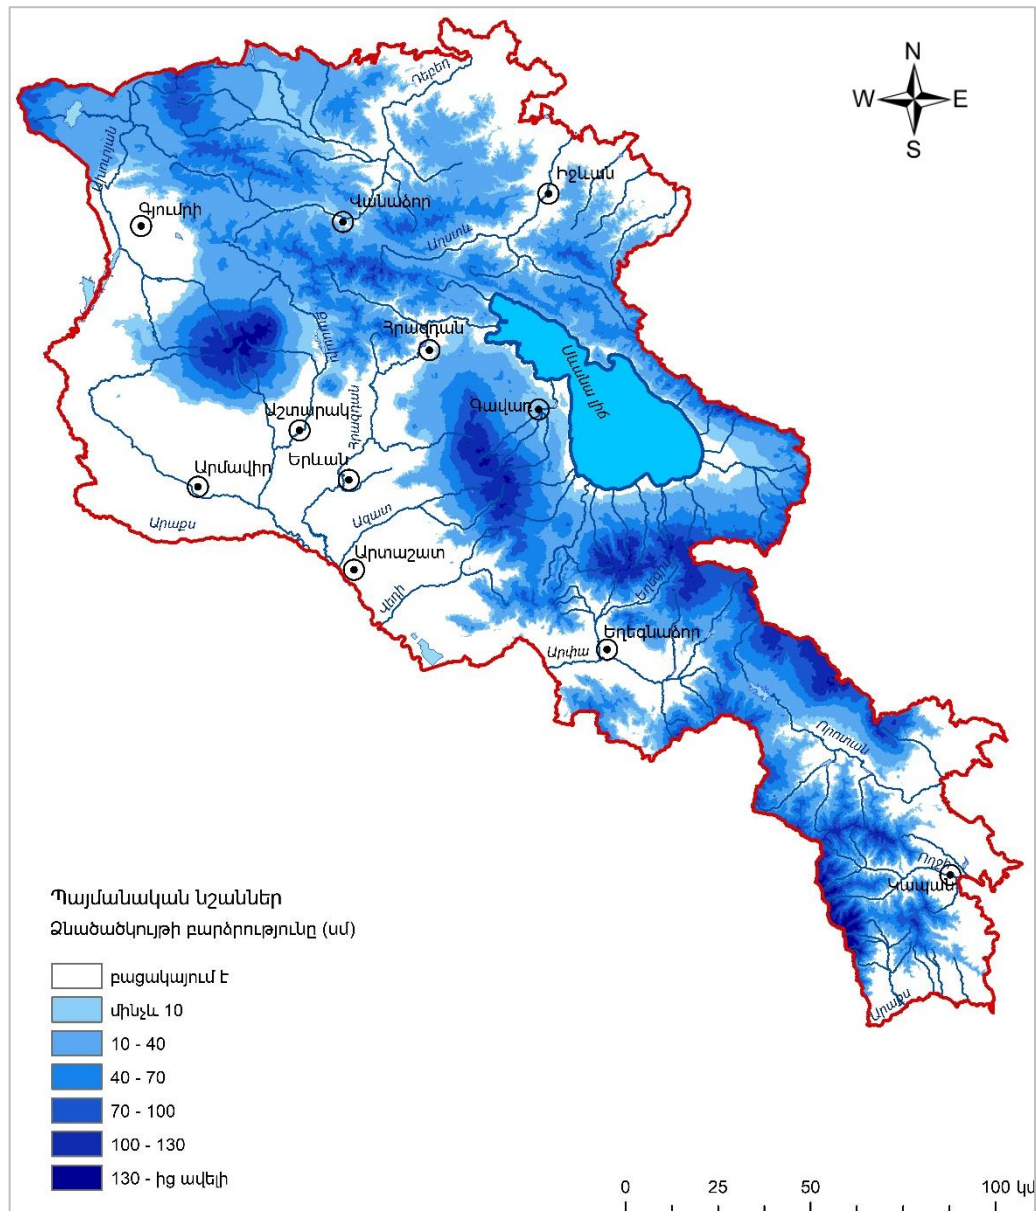 N
W E
S
Դեբեդ
Ախուրյան
Իջևան
Գյումրի
Վանաձոր
Աղստև
Քասախ
Հրազդան
Սևանա լիճ
Գավառ
Աշտարակ
Հրազդան
Երևան
Արմավիր
Ազատ
Արաքս
Արտաշատ
Վեդի
Եղեգիս
Եղեգնաձոր
Արփա
Որոտան
Ողջի
Կապան
Արաքս
Պայմանական նշաններ
Ձնածածկույթի բարձրությունը (սմ)
բացակայում է
մինչև 10
10 - 40
40 - 70
70 - 100
100 - 130
130 - ից ավելի
0 25 50 100 կմ